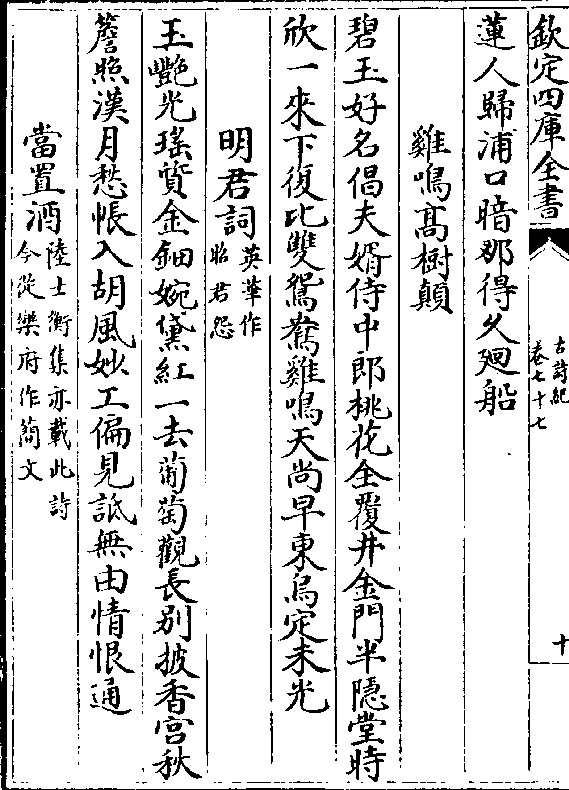 欽定四庫全書
古詩紀
卷七十七
十
蓮人歸浦口暗那得久廻船
雞鳴高樹顛
碧玉好名倡夫婿侍中郎桃花全覆井金門半隱堂時
欣一來下復比雙鴛鴦雞鳴天尚早東烏定未光
明君詞
英華作
昭君怨
玉艶光瑤質金鈿婉黛紅一去葡萄觀長别披香宫秋
簷照漢月愁帳入胡風妙工偏見詆無由情恨通
當置酒
陸士衡集亦載此詩
今從樂府作簡文